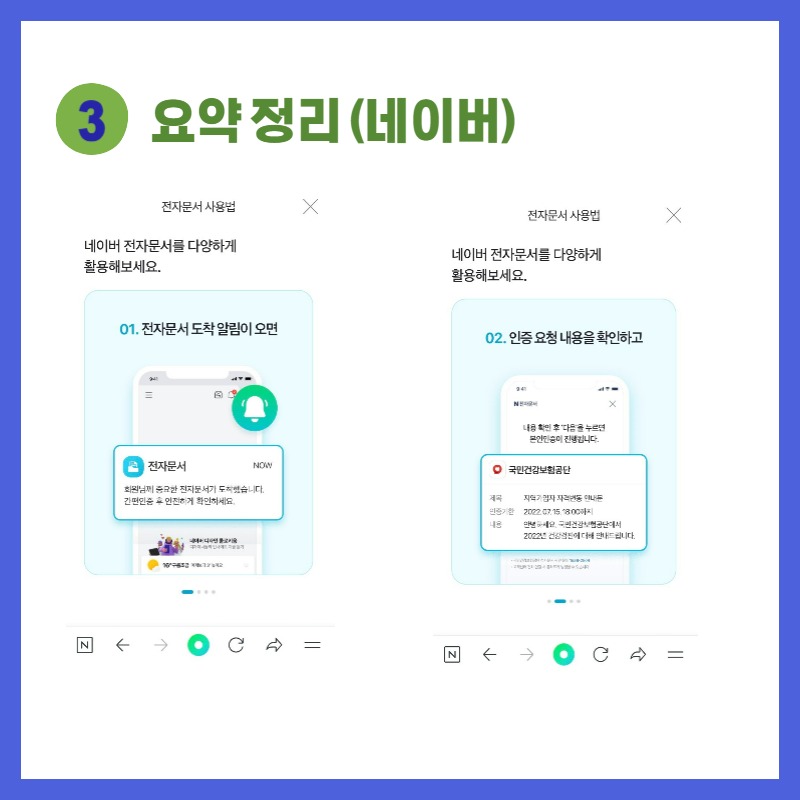 3 요약 정리 (네이버)
전자문서 사용법
네이버 전자문서를 다양하게
활용해보세요.
01. 전자문서 도착 알림이 오면
9:41
전자문서 NOW
회원님께 중요한 전자문서가 도착했습니다.
간편인증 후 안전하게 확인하세요.
16°
N
전자문서 사용법
네이버 전자문서를 다양하게
활용해보세요.
02. 인증 요청 내용을 확인하고
9:41
N전자문서
내용 확인 후 '다음'을 누르면
본인인증이 진행됩니다.
국민건강보험공단
제목 지역가입자 자격변동 안내문
인증기한 2022.07.15 18:00까지
내용 안녕하세요. 국민건강보험공단에서
2022년 건강검진에 대해 안내드립니다.
N